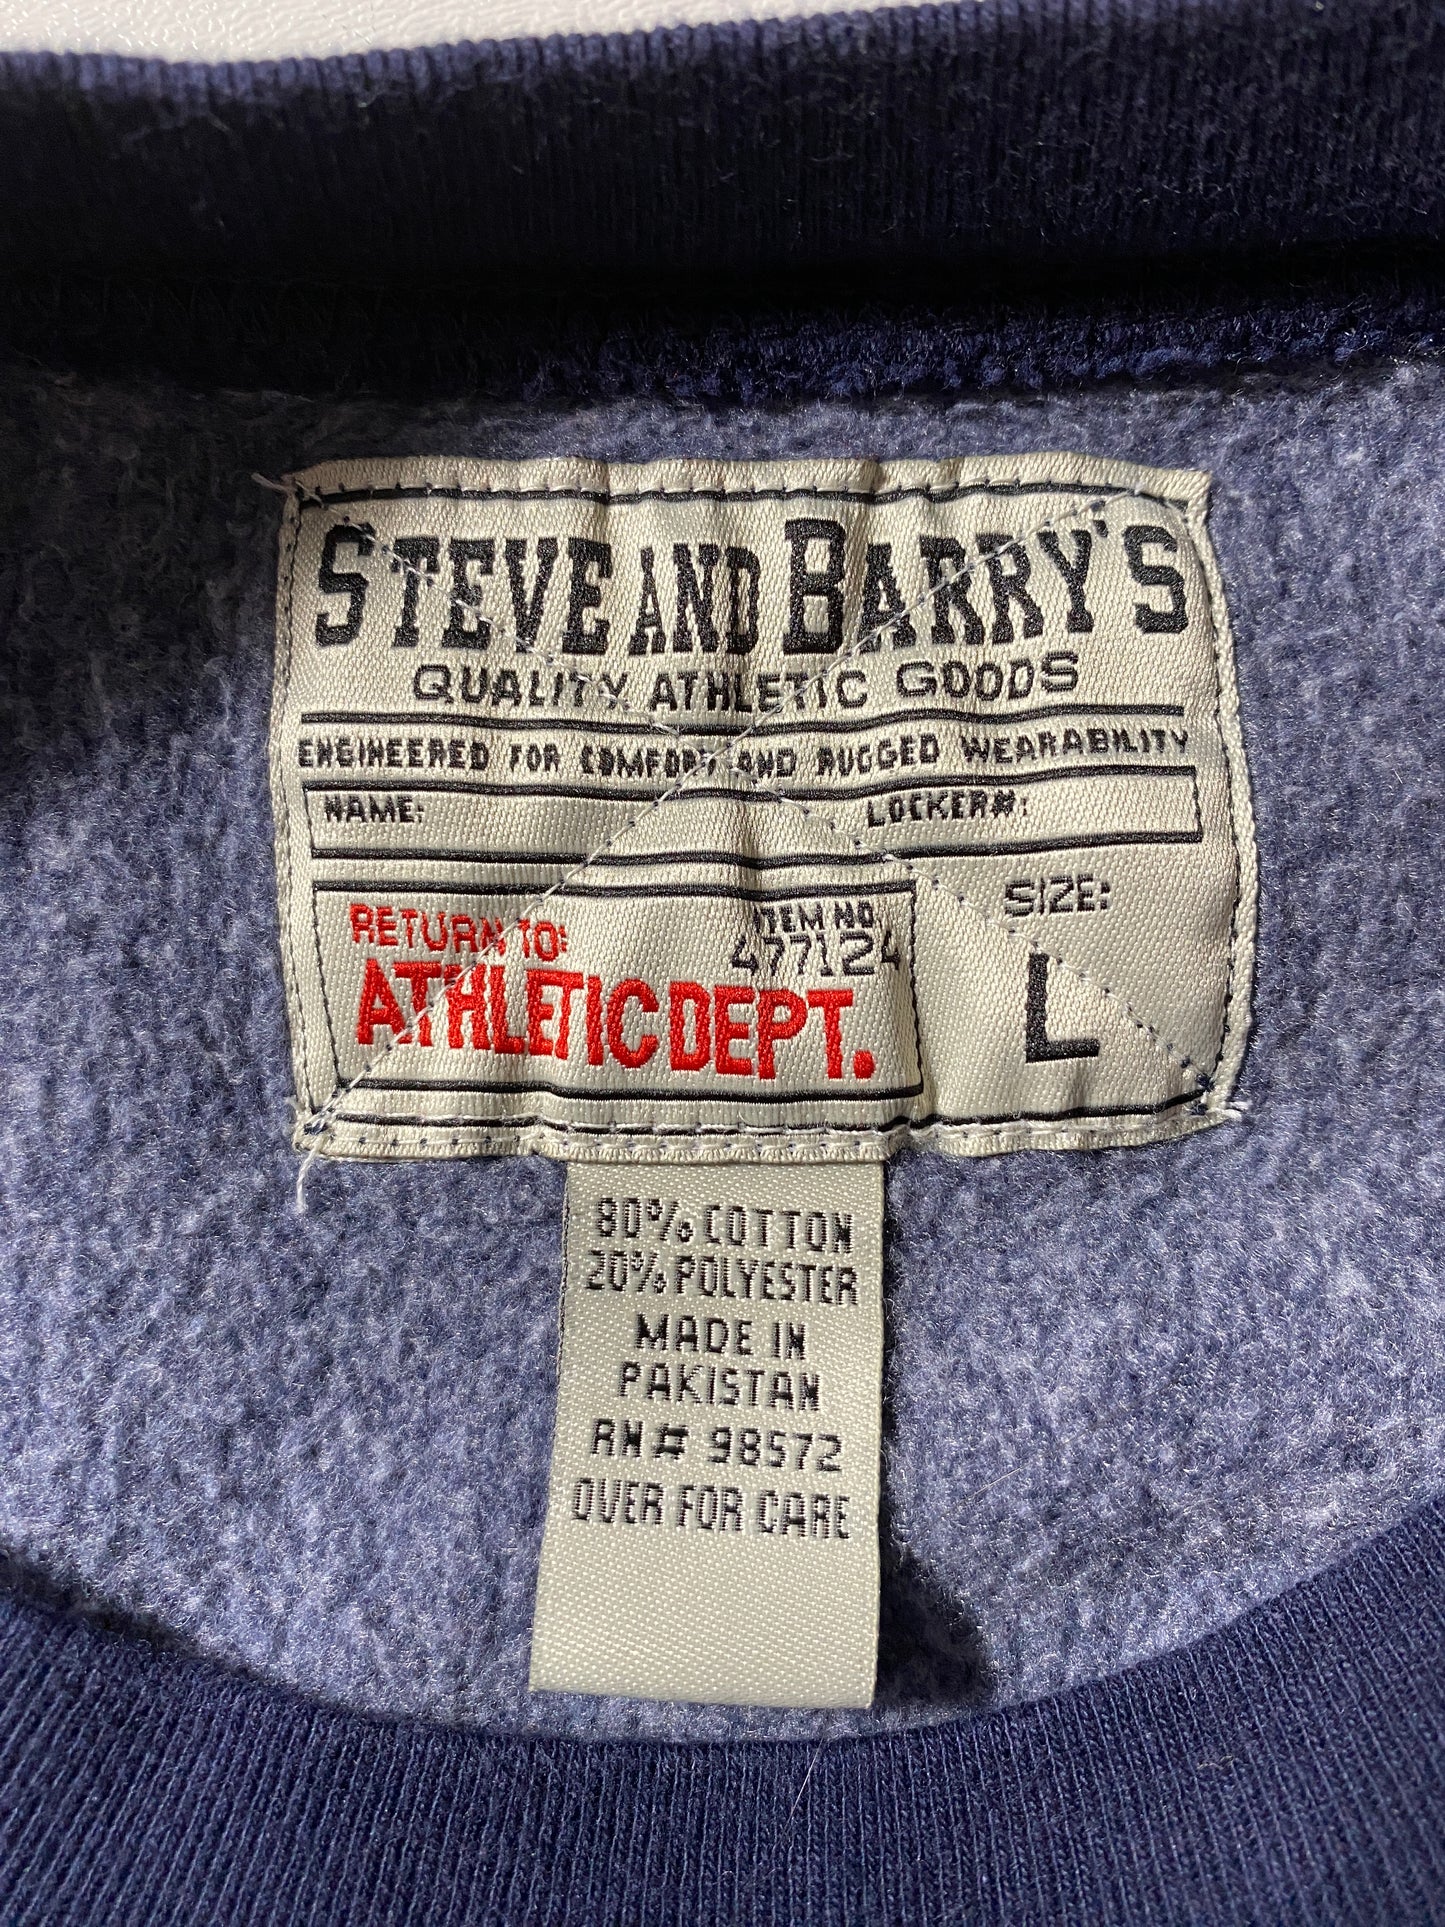 STEVE AND BARRY'S
QUALITY ATHLETIC GOODS
ENGINEERED FOR COMFORT AND RUGGED WEARABILITY
NAME: LOCKER#:
RETURN TO: ITEM NO. SIZE:
477124
ATHLETIC DEPT. L
80% COTTON
20% POLYESTER
MADE IN
PAKISTAN
RN# 98572
OVER FOR CARE